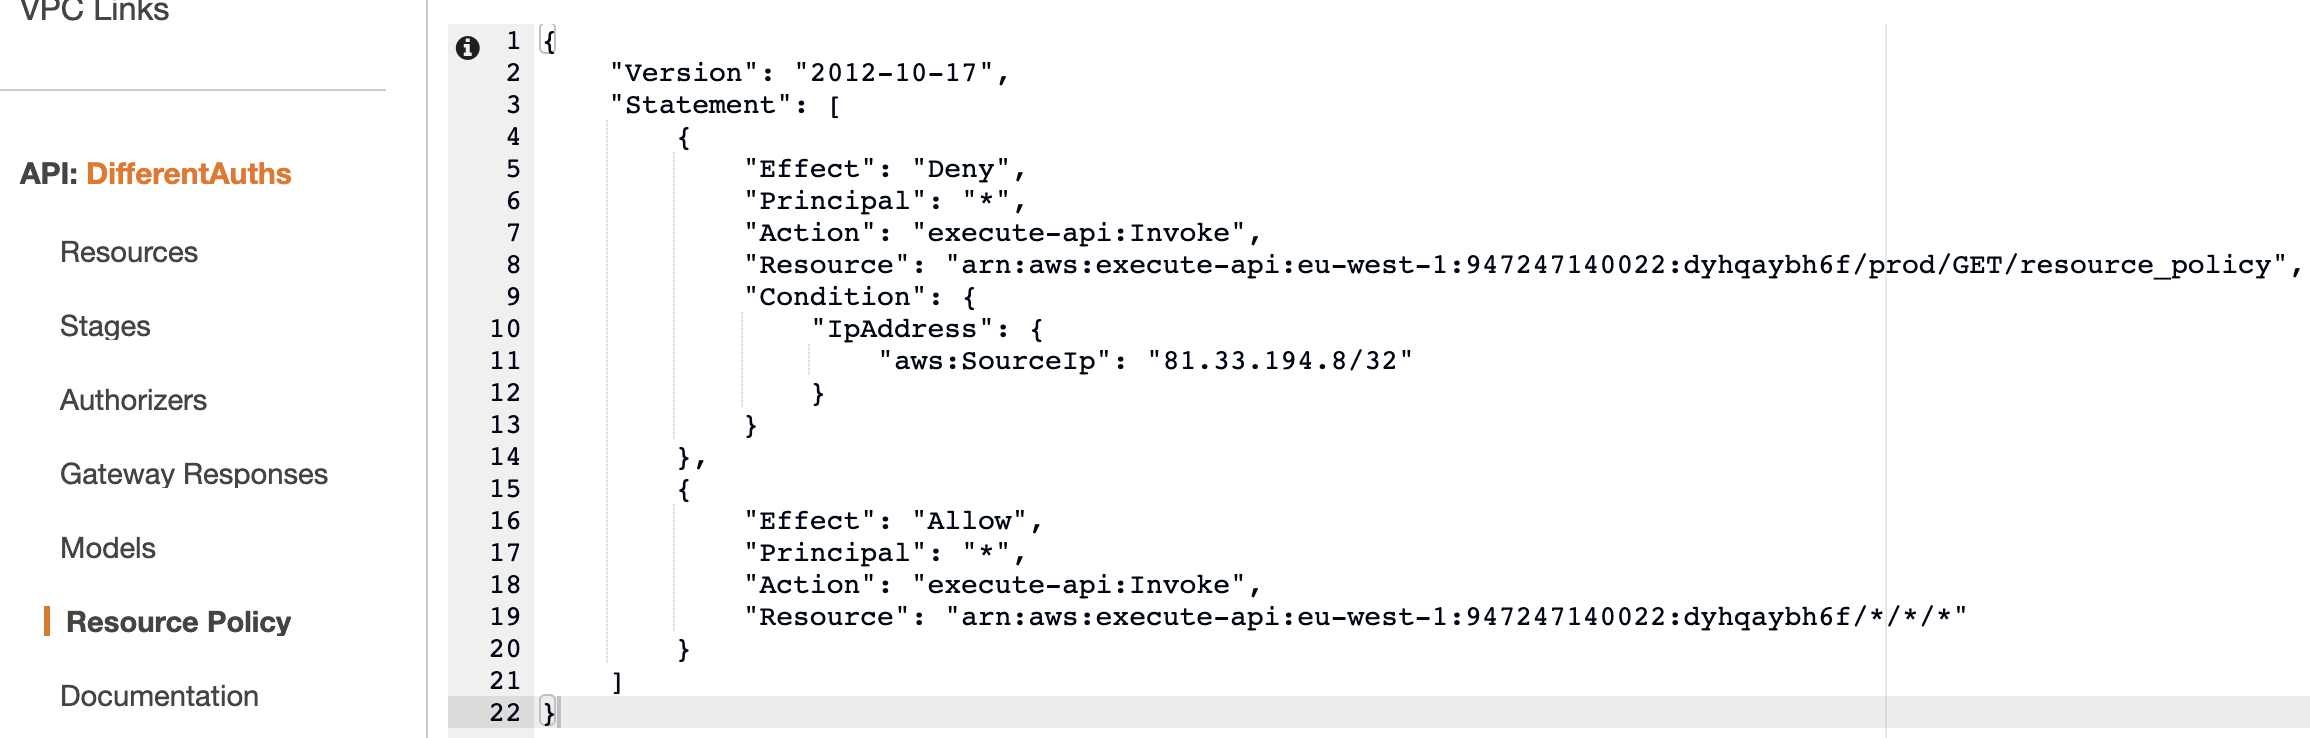 VPC Links
API: DifferentAuths
Resources
Stages
Authorizers
Gateway Responses
Models
Resource Policy
Documentation
1 {
2 "Version": "2012-10-17",
3 "Statement": [
4 {
5 "Effect": "Deny",
6 "Principal": "*",
7 "Action": "execute-api:Invoke",
8 "Resource": "arn:aws:execute-api:eu-west-1:947247140022:dyhqaybh6f/prod/GET/resource_policy",
9 "Condition": {
10 "IpAddress": {
11 "aws:SourceIp": "81.33.194.8/32"
12 }
13 }
14 },
15 {
16 "Effect": "Allow",
17 "Principal": "*",
18 "Action": "execute-api:Invoke",
19 "Resource": "arn:aws:execute-api:eu-west-1:947247140022:dyhqaybh6f/*/*/*"
20 }
21 ]
22 }